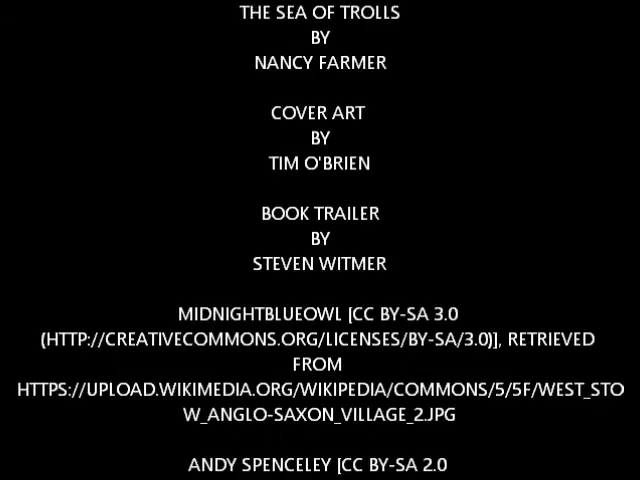 THE SEA OF TROLLS
BY
NANCY FARMER
COVER ART
BY
TIM O'BRIEN
BOOK TRAILER
BY
STEVEN WITMER
MIDNIGHTBLUEOWL [CC BY-SA 3.0
(HTTP://CREATIVECOMMONS.ORG/LICENSES/BY-SA/3.0)], RETRIEVED
FROM
HTTPS://UPLOAD.WIKIMEDIA.ORG/WIKIPEDIA/COMMONS/5/5F/WEST_STO
W_ANGLO-SAXON_VILLAGE_2.JPG
ANDY SPENCELEY [CC BY-SA 2.0